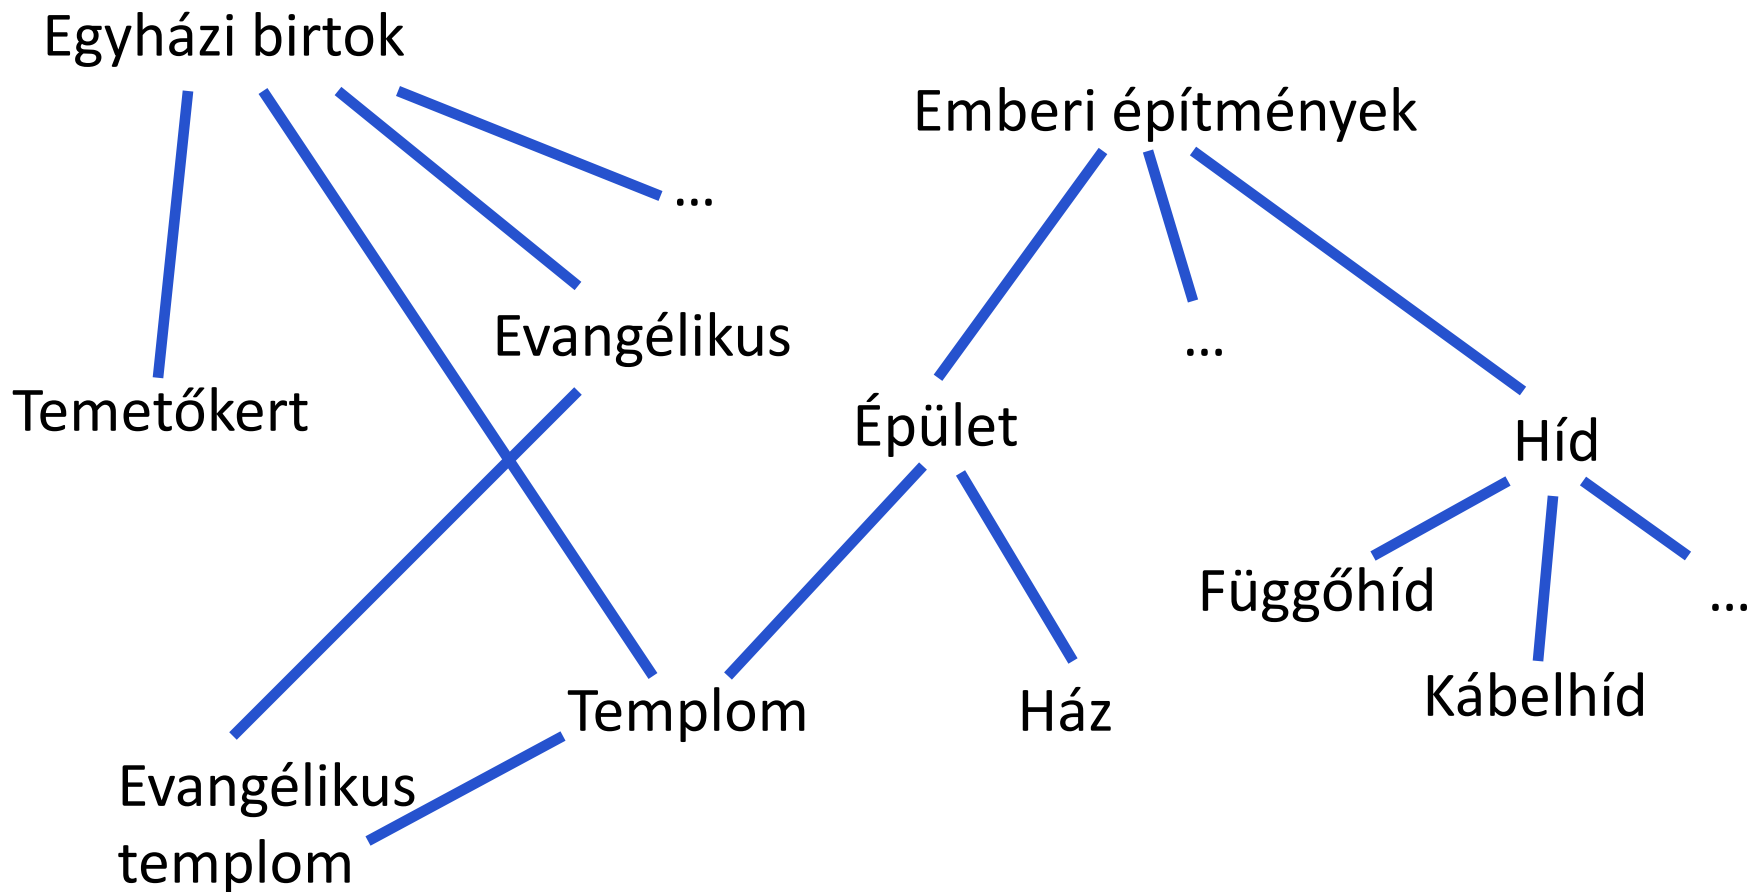 Egyházi birtok
Emberi építmények
...
Evangélikus
...
Temetőkert
Épület
Híd
Függőhíd
...
Kábelhíd
Templom
Ház
Evangélikus
templom